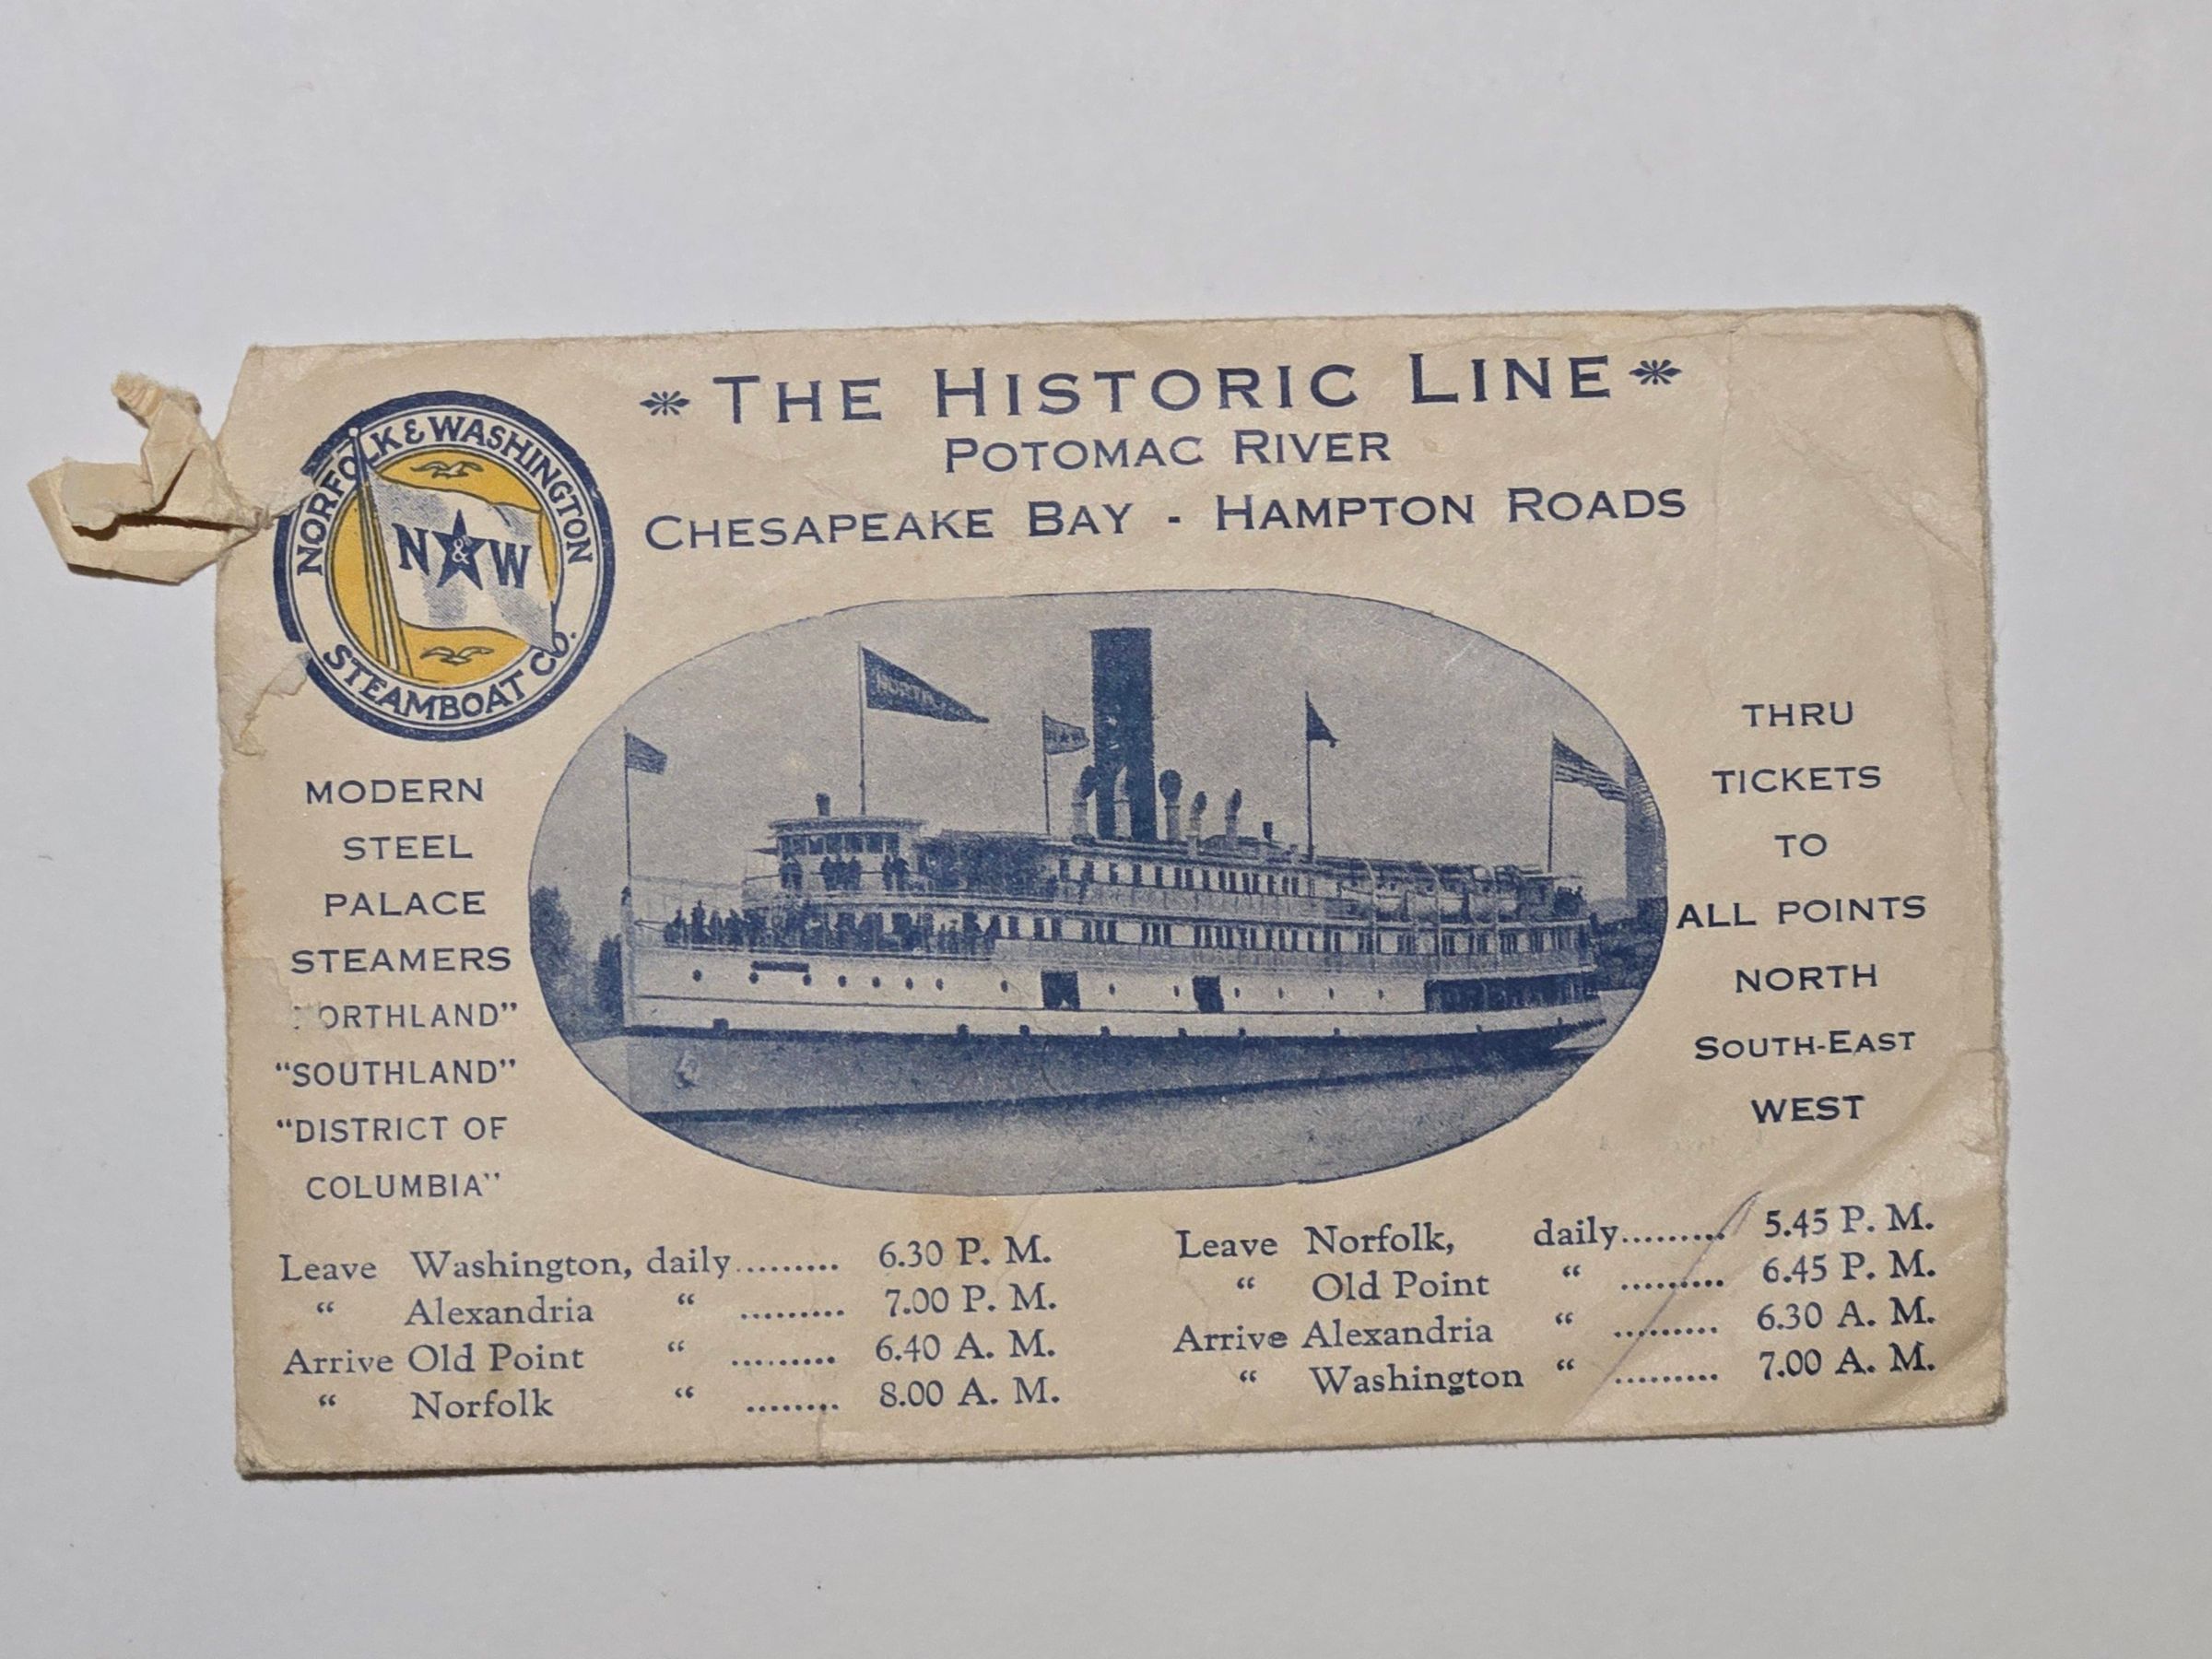 THE HISTORIC LINE
POTOMAC RIVER
CHESAPEAKE BAY - HAMPTON ROADS
NORFOLK & WASHINGTON
N & W
STEAMBOAT CO.
MODERN
STEEL
PALACE
STEAMERS
ORTHLAND"
"SOUTHLAND"
"DISTRICT OF
COLUMBIA"
NORTH
N W
THRU
TICKETS
TO
ALL POINTS
NORTH
SOUTH-EAST
WEST
Leave Washington, daily......... 6.30 P. M.
“ Alexandria “ ......... 7.00 P. M.
Arrive Old Point “ ......... 6.40 A. M.
“ Norfolk “ ........ 8.00 A. M.
Leave Norfolk, daily......... 5.45 P. M.
“ Old Point “ ......... 6.45 P. M.
Arrive Alexandria “ ......... 6.30 A. M.
“ Washington “ ......... 7.00 A. M.